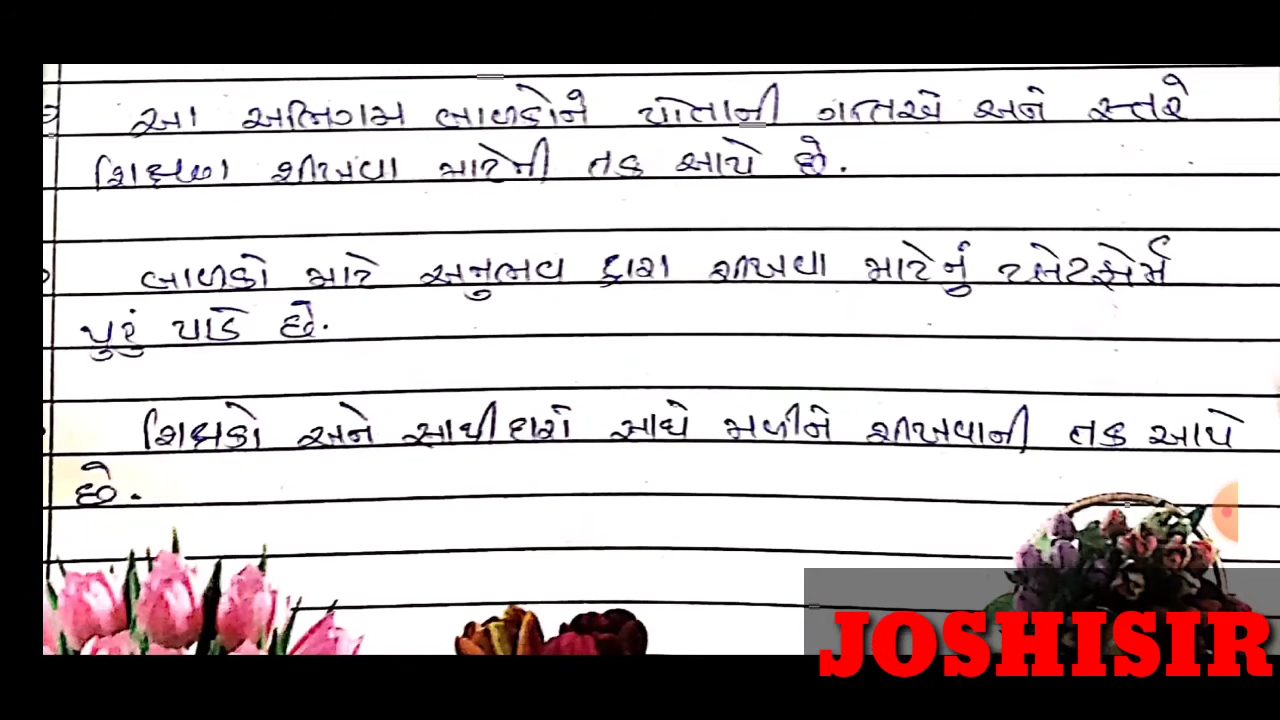 આ અભિગમ બાળકોને પોતાની ગતિએ અને સ્તરે
શિક્ષણ શીખવા માટેની તક આપે છે.
બાળકો માટે અનુભવ દ્વારા શીખવા માટેનું પ્લેટફોર્મ
પુરું પાડે છે.
શિક્ષકો અને સાથીદારો સાથે મળીને શીખવાની તક આપે
છે.
JOSHISIR